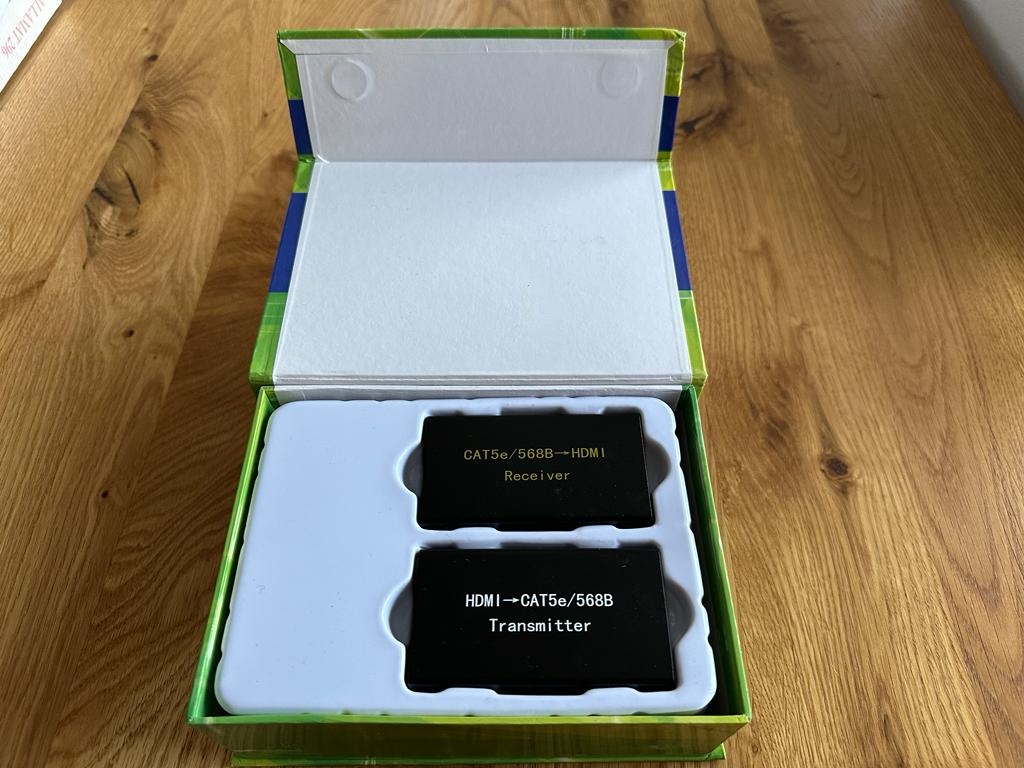 CAT5e/568B→HDMI
Receiver
HDMI→CAT5e/568B
Transmitter